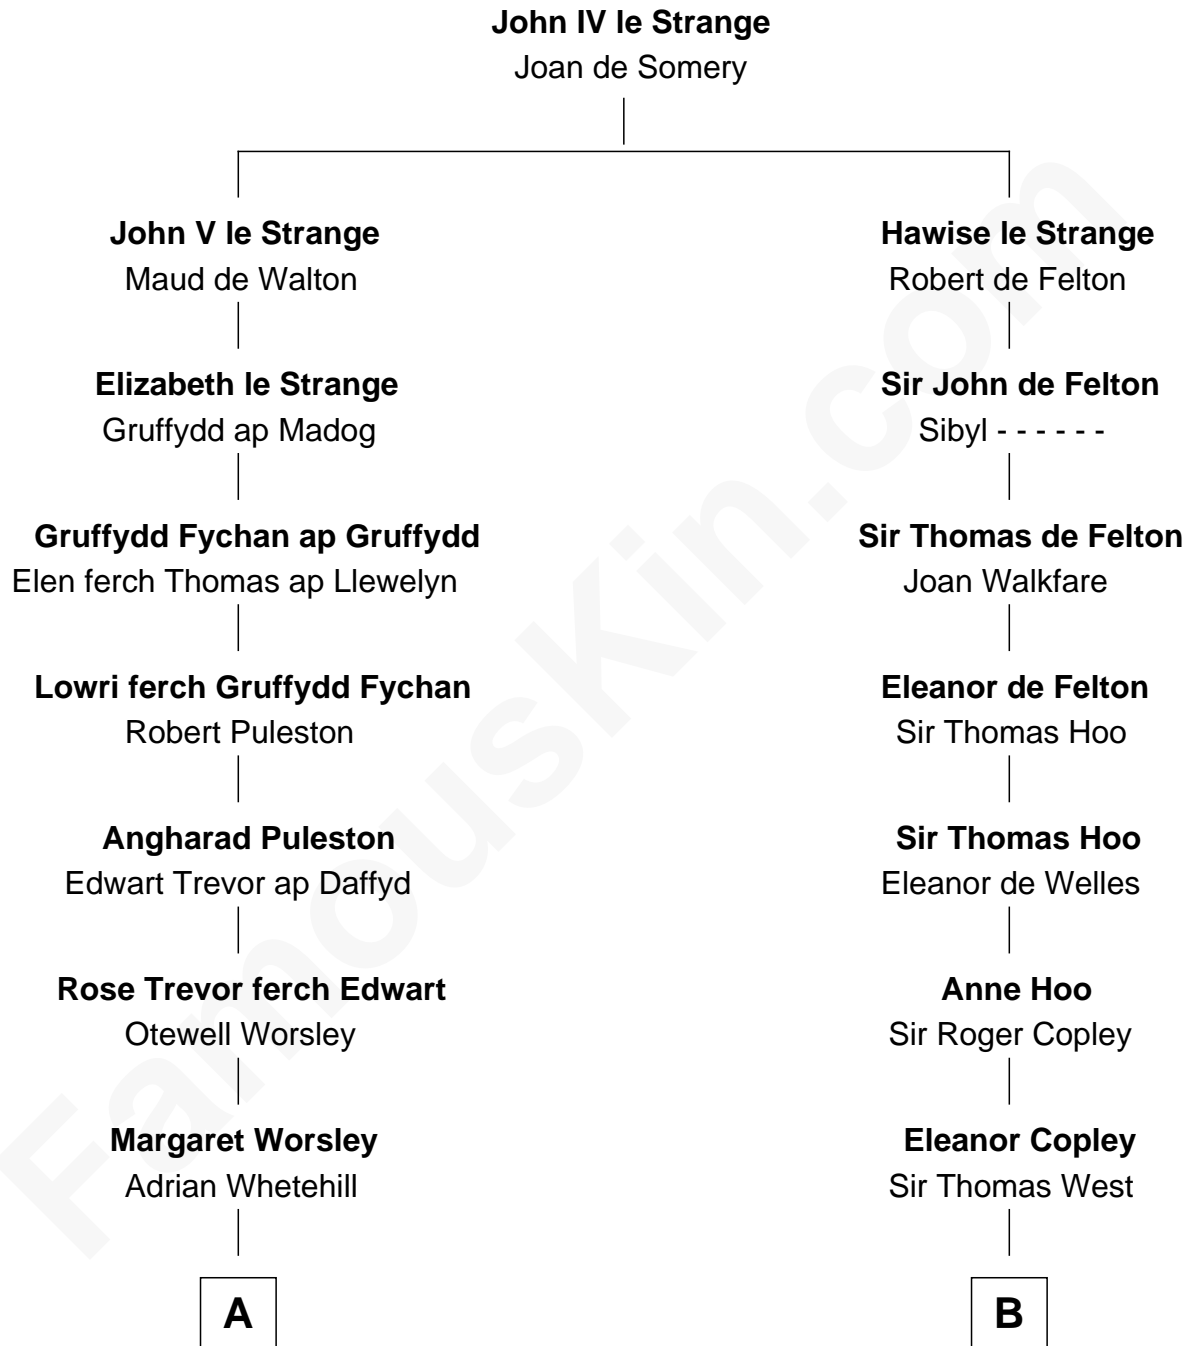 John IV le Strange
Joan de Somery
John V le Strange
Maud de Walton
Elizabeth le Strange
Gruffydd ap Madog
Gruffydd Fychan ap Gruffydd
Elen ferch Thomas ap Llewelyn
Lowri ferch Gruffydd Fychan
Robert Puleston
Angharad Puleston
Edwart Trevor ap Daffyd
Rose Trevor ferch Edwart
Otewell Worsley
Margaret Worsley
Adrian Whetehill
A
Hawise le Strange
Robert de Felton
Sir John de Felton
Sibyl - - - - - -
Sir Thomas de Felton
Joan Walkfare
Eleanor de Felton
Sir Thomas Hoo
Sir Thomas Hoo
Eleanor de Welles
Anne Hoo
Sir Roger Copley
Eleanor Copley
Sir Thomas West
B
FamousKin.com